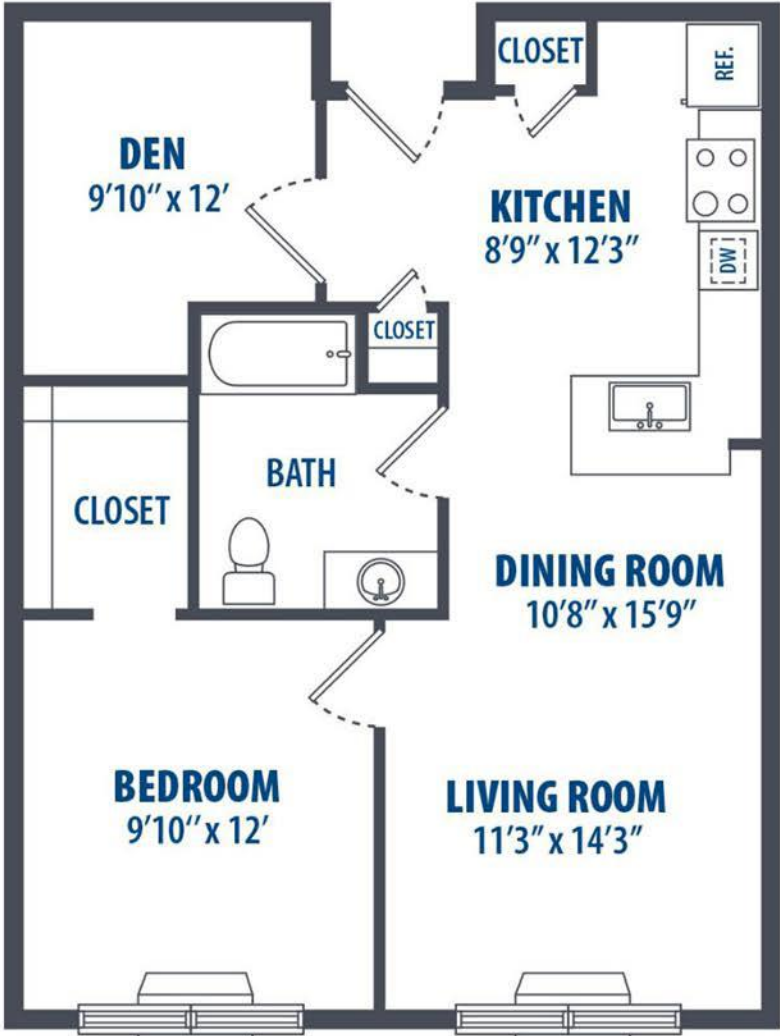 CLOSET
REF.
DEN
9'10" x 12'
KITCHEN
8'9" x 12'3"
DW
CLOSET
BATH
CLOSET
DINING ROOM
10'8" x 15'9"
BEDROOM
9'10'' x 12'
LIVING ROOM
11'3" x 14'3"